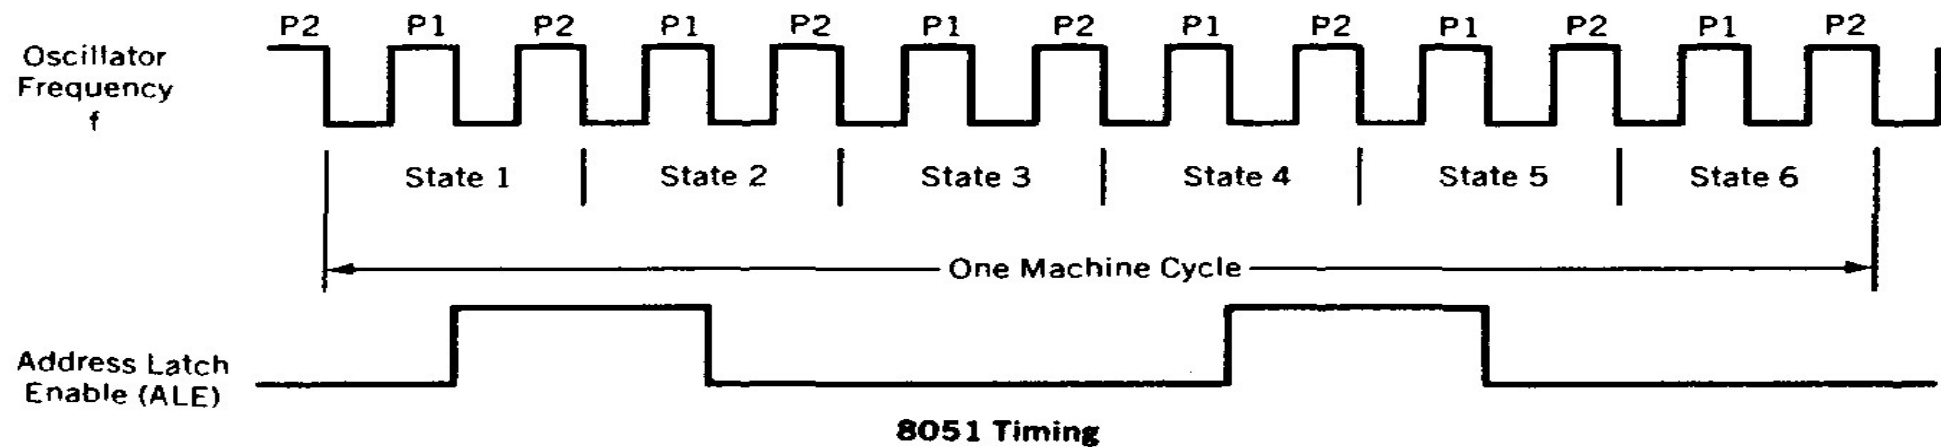 P2 P1 P2 P1 P2 P1 P2 P1 P2 P1 P2 P1 P2
Oscillator
Frequency
f
State 1 State 2 State 3 State 4 State 5 State 6
One Machine Cycle
Address Latch
Enable (ALE)
8051 Timing